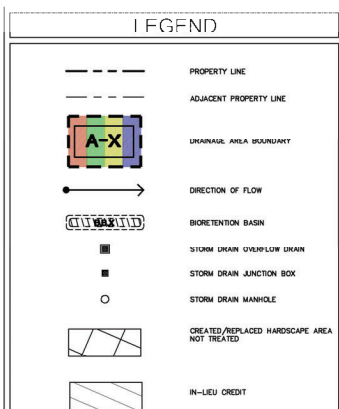 LEGEND
PROPERTY LINE
ADJACENT PROPERTY LINE
A-X
DRAINAGE AREA BOUNDARY
DIRECTION OF FLOW
BIORETENTION BASIN
STORM DRAIN OVERFLOW DRAIN
STORM DRAIN JUNCTION BOX
STORM DRAIN MANHOLE
CREATED/REPLACED HARDSCAPE AREA
NOT TREATED
IN-LIEU CREDIT